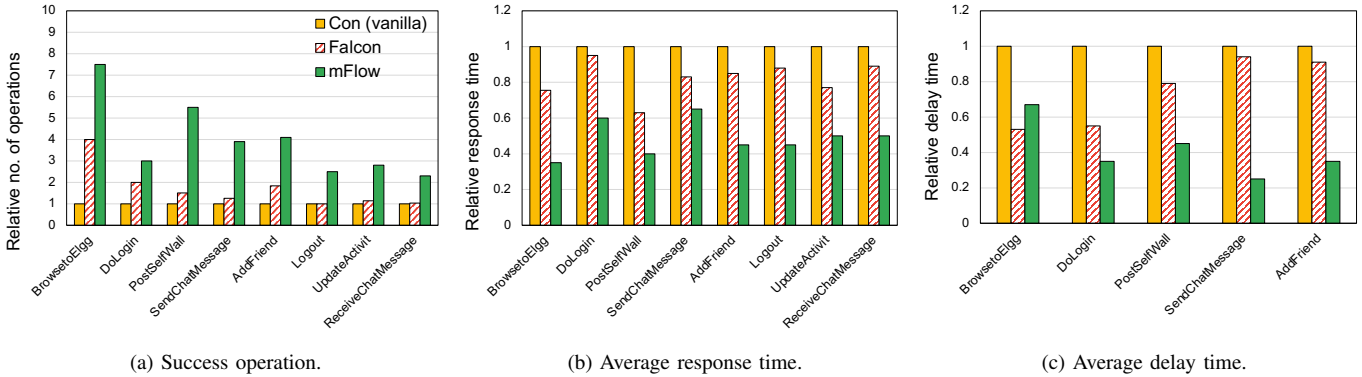 Relative no. of operations
10
9
8
7
6
5
4
3
2
1
0
Con (vanilla)
Falcon
mFlow
BrowsetoElgg
DoLogin
PostSelfWall
SendChatMessage
AddFriend
Logout
UpdateActivit
ReceiveChatMessage
(a) Success operation.
Relative response time
1.2
1
0.8
0.6
0.4
0.2
0
BrowsetoElgg
DoLogin
PostSelfWall
SendChatMessage
AddFriend
Logout
UpdateActivit
ReceiveChatMessage
(b) Average response time.
Relative delay time
1.2
1
0.8
0.6
0.4
0.2
0
BrowsetoElgg
DoLogin
PostSelfWall
SendChatMessage
AddFriend
(c) Average delay time.